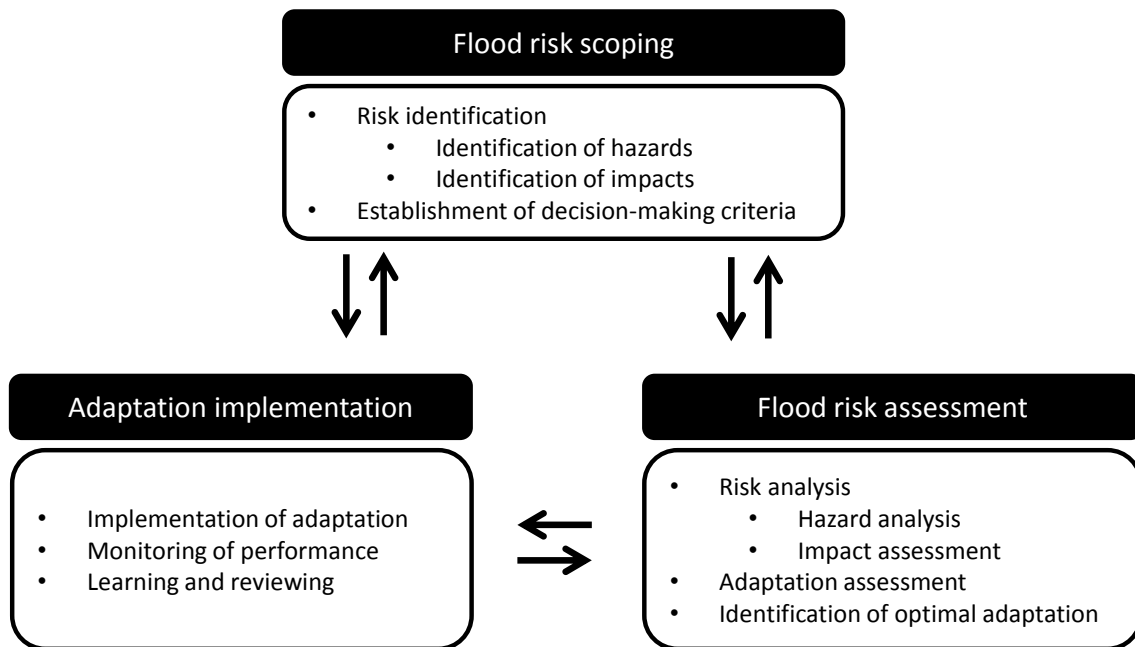 Flood risk scoping
• Risk identification
• Identification of hazards
• Identification of impacts
• Establishment of decision-making criteria
Adaptation implementation
• Implementation of adaptation
• Monitoring of performance
• Learning and reviewing
Flood risk assessment
• Risk analysis
• Hazard analysis
• Impact assessment
• Adaptation assessment
• Identification of optimal adaptation